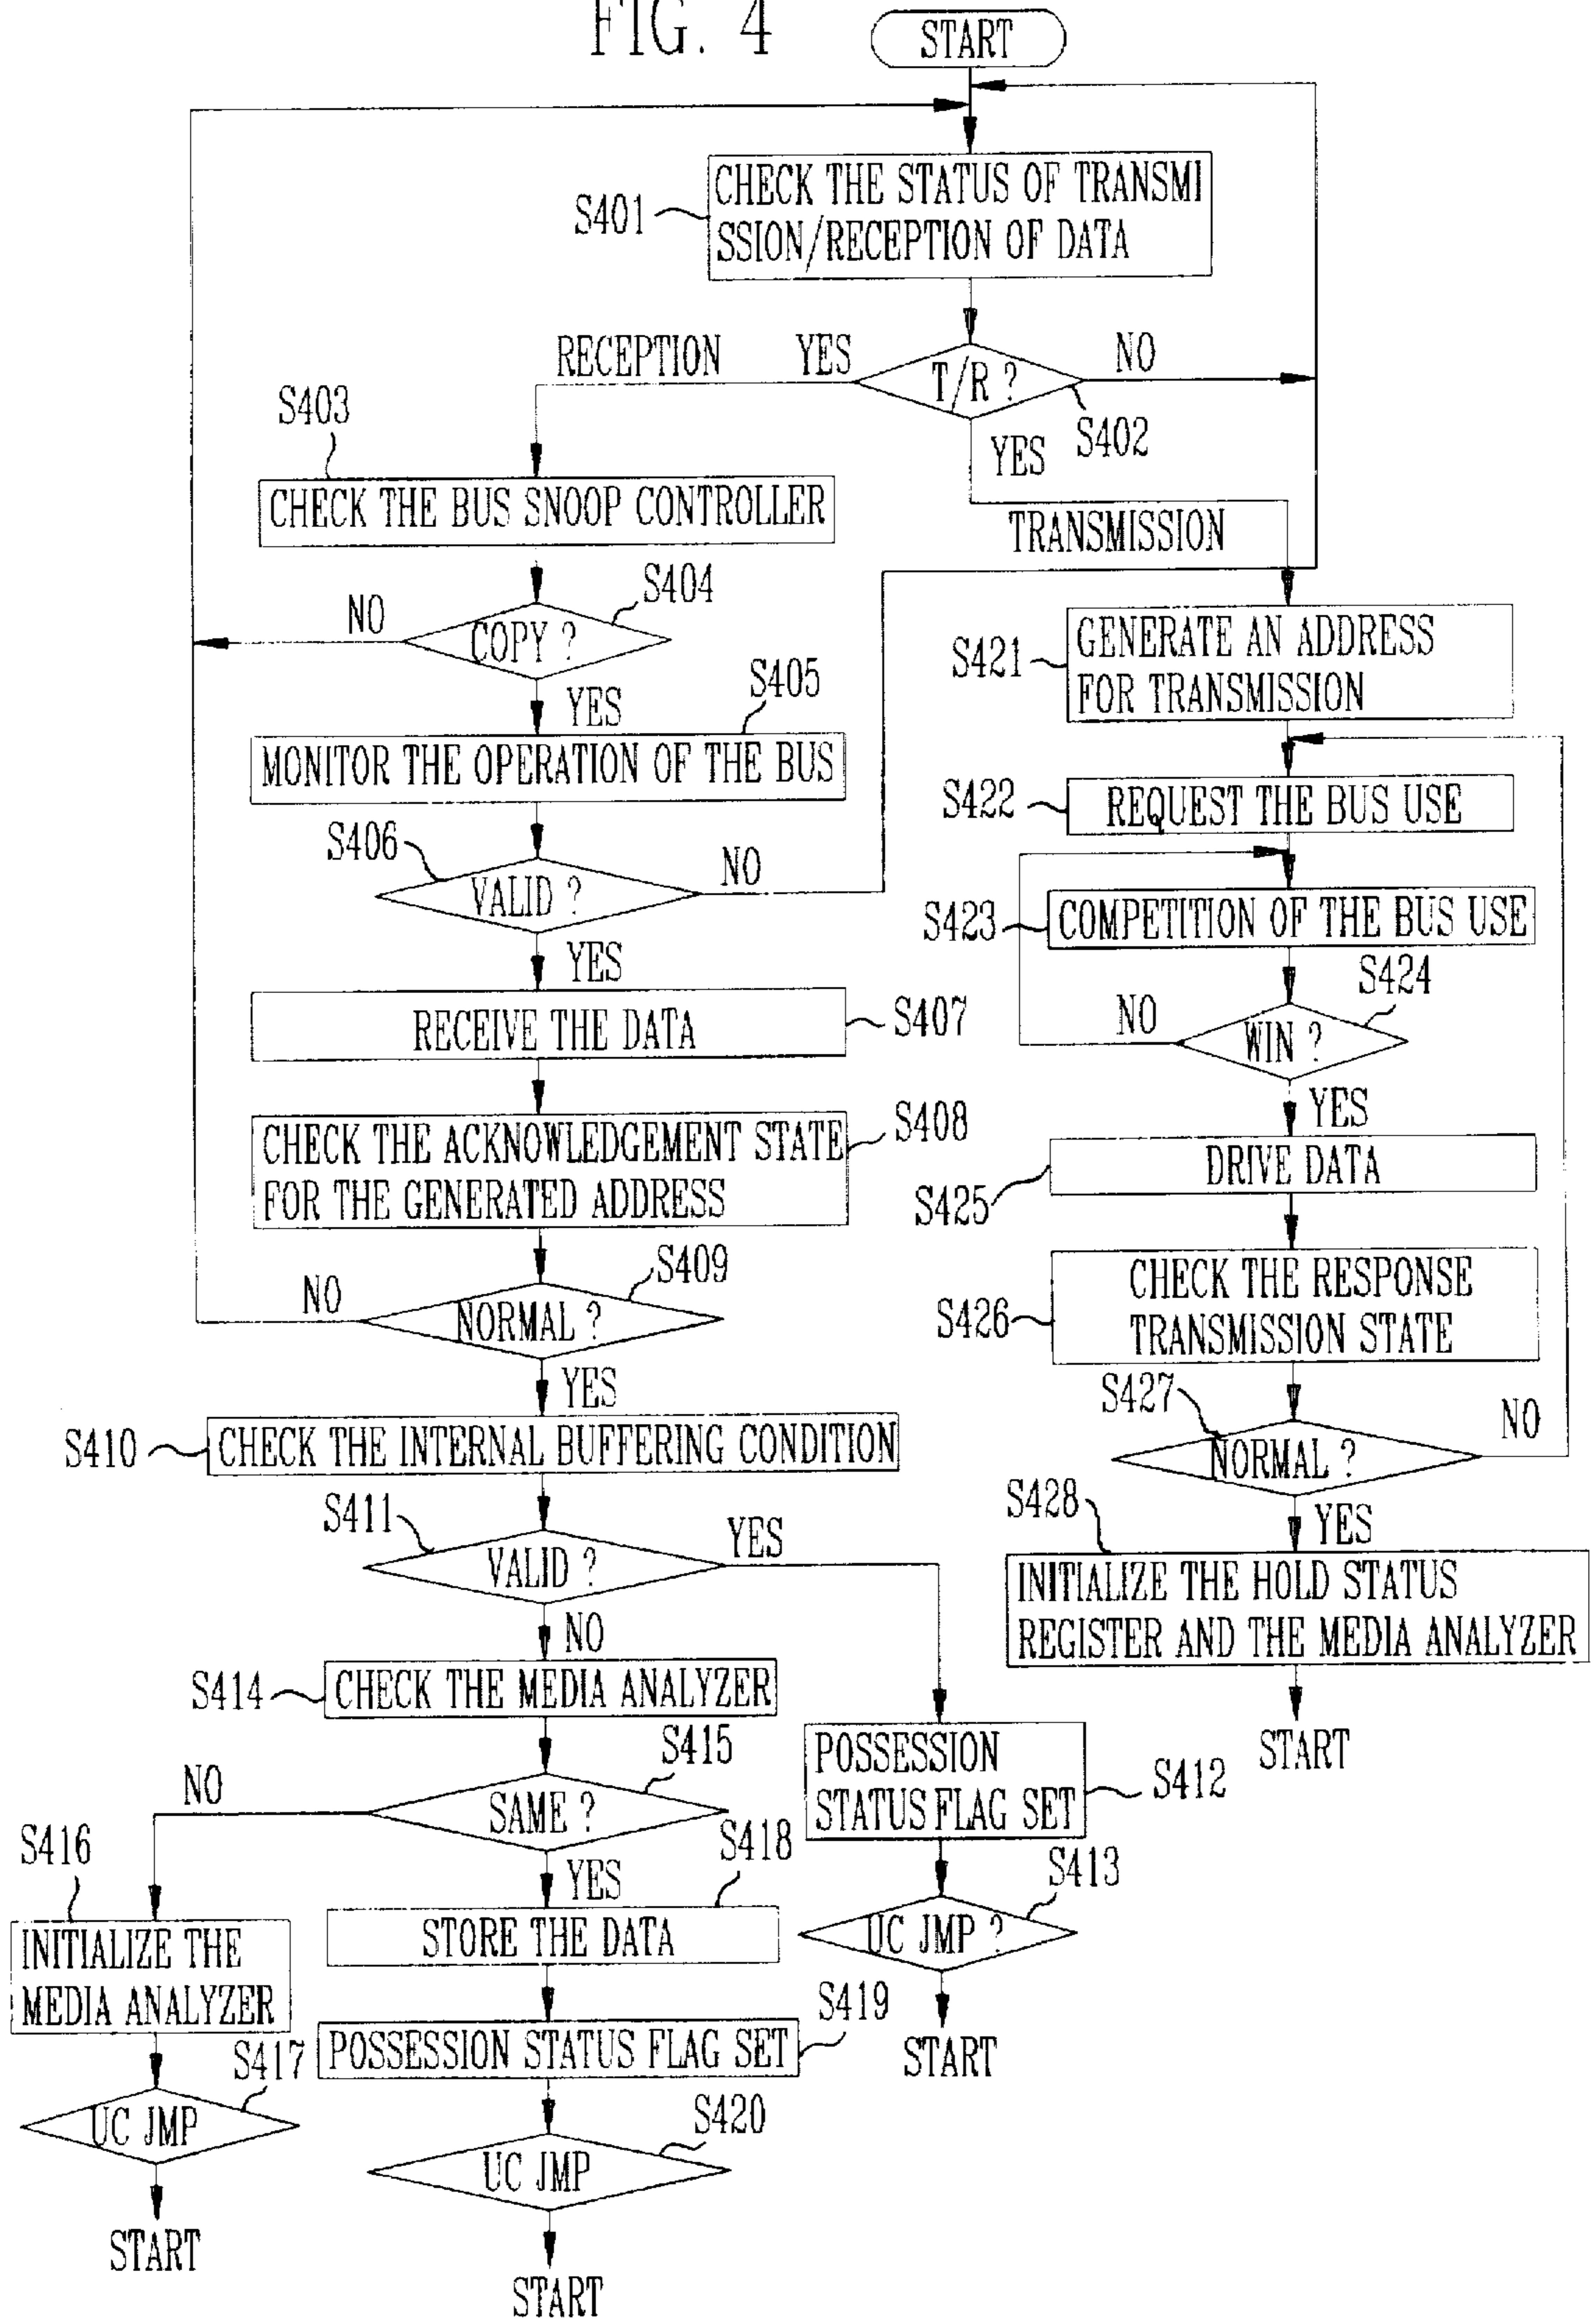 FIG. 4
START
CHECK THE STATUS OF TRANSMI
SSION/RECEPTION OF DATA
S401
RECEPTION
YES
T/R ?
NO
S402
YES
TRANSMISSION
S403
CHECK THE BUS SNOOP CONTROLLER
S404
NO
COPY ?
YES
S405
MONITOR THE OPERATION OF THE BUS
S406
VALID ?
NO
YES
RECEIVE THE DATA
S407
CHECK THE ACKNOWLEDGEMENT STATE
FOR THE GENERATED ADDRESS
S408
S409
NO
NORMAL ?
YES
S410
CHECK THE INTERNAL BUFFERING CONDITION
S411
VALID ?
YES
NO
S414
CHECK THE MEDIA ANALYZER
S415
NO
SAME ?
YES
S416
INITIALIZE THE
MEDIA ANALYZER
S417
UC JMP
START
S418
STORE THE DATA
S419
POSSESSION STATUS FLAG SET
S420
UC JMP
START
POSSESSION
STATUS FLAG SET
S412
S413
UC JMP ?
START
S421
GENERATE AN ADDRESS
FOR TRANSMISSION
S422
REQUEST THE BUS USE
S423
COMPETITION OF THE BUS USE
S424
NO
WIN ?
YES
DRIVE DATA
S425
CHECK THE RESPONSE
TRANSMISSION STATE
S426
S427
NORMAL ?
NO
YES
S428
INITIALIZE THE HOLD STATUS
REGISTER AND THE MEDIA ANALYZER
START